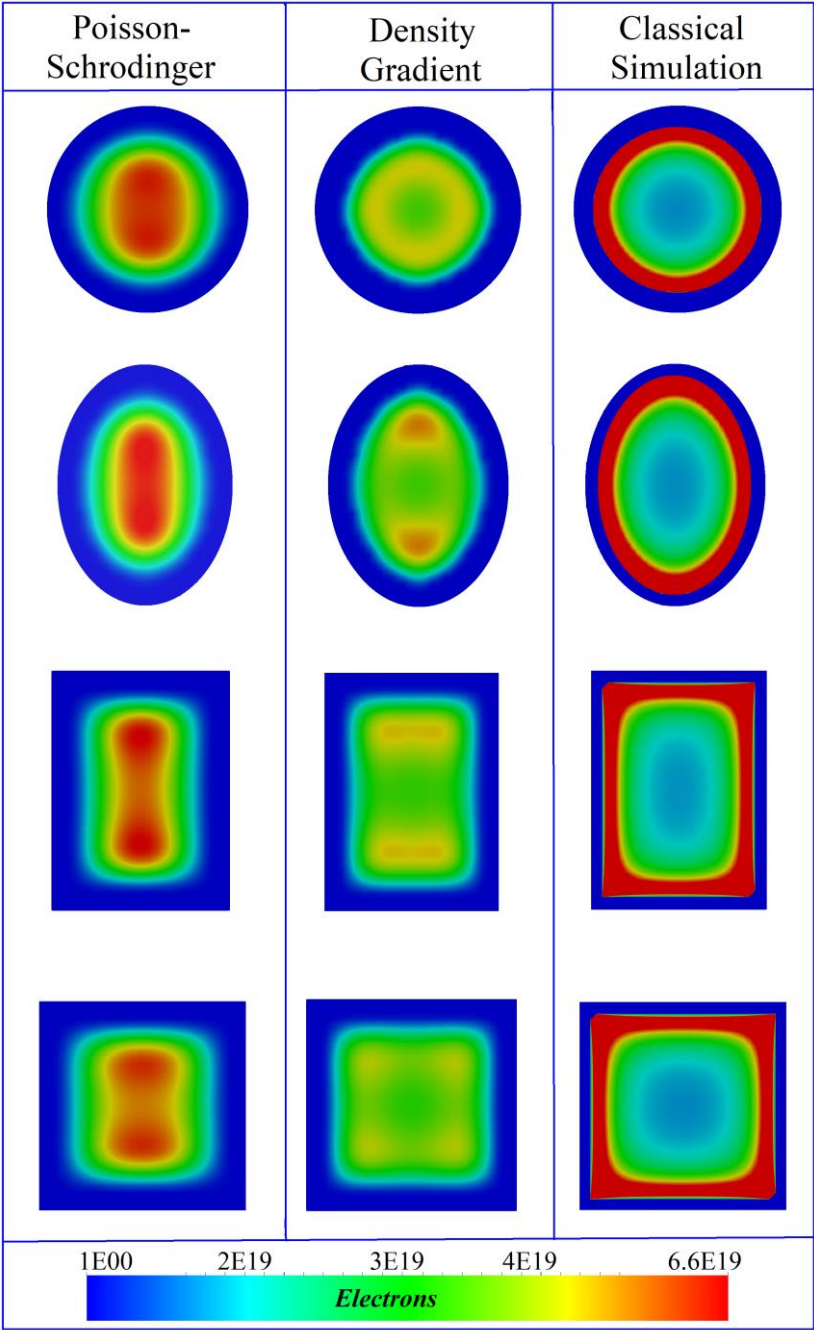 Poisson-
Schrodinger
Density
Gradient
Classical
Simulation
1E00 2E19 3E19 4E19 6.6E19
Electrons